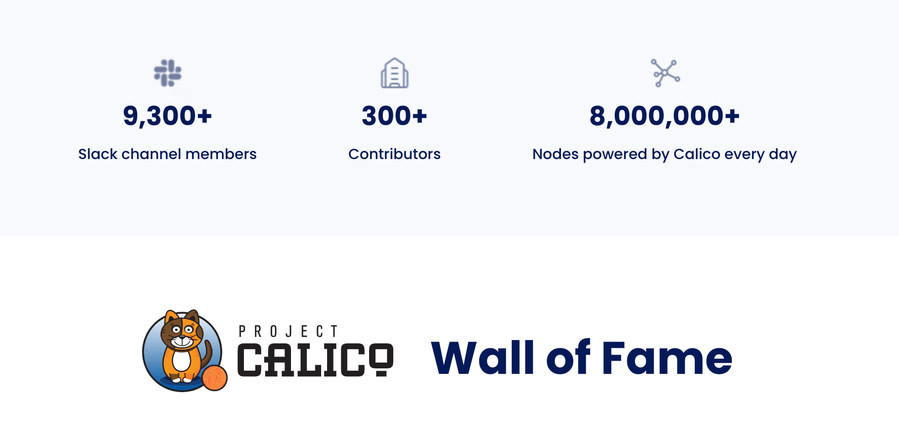 9,300+
300+
8,000,000+
Slack channel members
Contributors
Nodes powered by Calico every day
PROJECT
CALICO
Wall of Fame